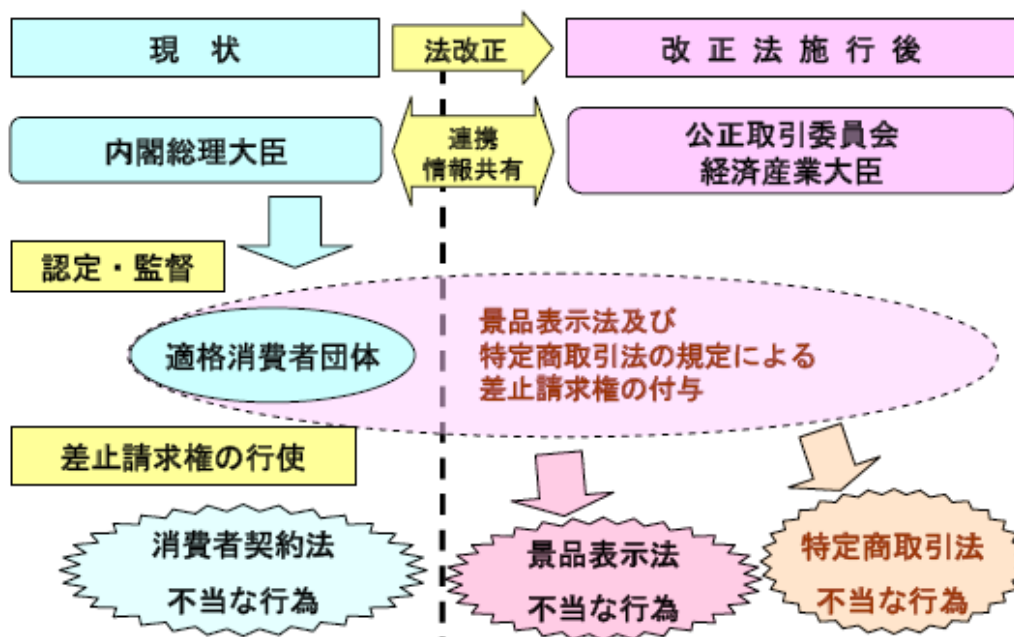 現　状
法改正
改 正 法 施 行 後
内閣総理大臣
連携
情報共有
公正取引委員会
経済産業大臣
認定・監督
適格消費者団体
景品表示法及び
特定商取引法の規定による
差止請求権の付与
差止請求権の行使
消費者契約法
不当な行為
景品表示法
不当な行為
特定商取引法
不当な行為